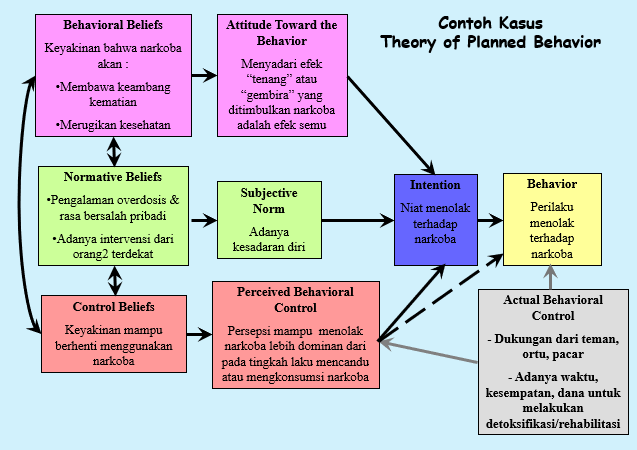 Contoh Kasus
Theory of Planned Behavior
Behavioral Beliefs
Keyakinan bahwa narkoba
akan :
•Membawa keambang
kematian
•Merugikan kesehatan
Attitude Toward the
Behavior
Menyadari efek
“tenang” atau
“gembira” yang
ditimbulkan narkoba
adalah efek semu
Normative Beliefs
•Pengalaman overdosis &
rasa bersalah pribadi
•Adanya intervensi dari
orang2 terdekat
Subjective
Norm
Adanya
kesadaran diri
Intention
Niat menolak
terhadap
narkoba
Behavior
Perilaku
menolak
terhadap
narkoba
Control Beliefs
Keyakinan mampu
berhenti menggunakan
narkoba
Perceived Behavioral
Control
Persepsi mampu menolak
narkoba lebih dominan dari
pada tingkah laku mencandu
atau mengkonsumsi narkoba
Actual Behavioral
Control
- Dukungan dari teman,
ortu, pacar
- Adanya waktu,
kesempatan, dana untuk
melakukan
detoksifikasi/rehabilitasi